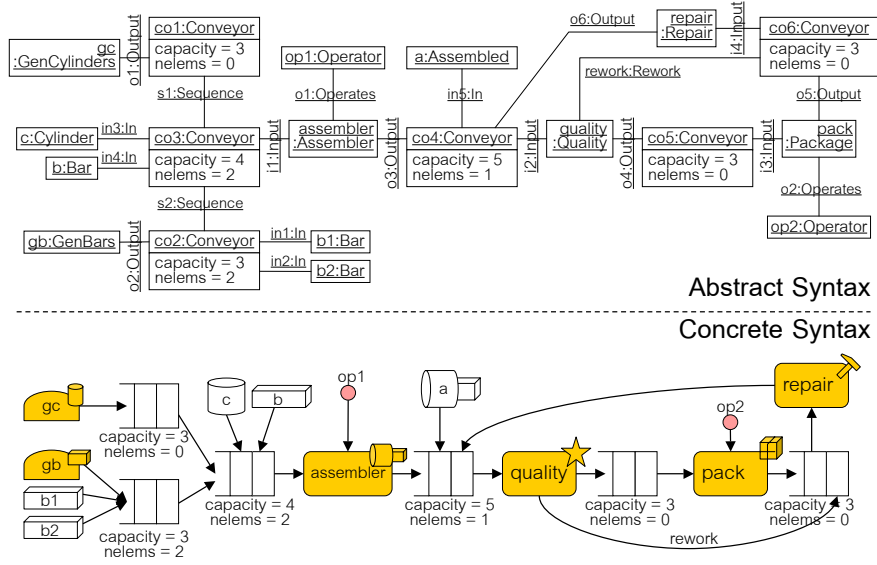 gc
:GenCylinders
o1:Output
co1:Conveyor
capacity = 3
nelems = 0
op1:Operator
a:Assembled
o6:Output
repair
:Repair
i4:Input
co6:Conveyor
capacity = 3
nelems = 0
s1:Sequence
o1:Operates
in5:In
rework:Rework
o5:Output
c:Cylinder
in3:In
b:Bar
in4:In
co3:Conveyor
capacity = 4
nelems = 2
i1:Input
assembler
:Assembler
o3:Output
co4:Conveyor
capacity = 5
nelems = 1
i2:Input
quality
:Quality
o4:Output
co5:Conveyor
capacity = 3
nelems = 0
i3:Input
pack
:Package
s2:Sequence
o2:Operates
gb:GenBars
o2:Output
co2:Conveyor
capacity = 3
nelems = 2
in1:In
b1:Bar
in2:In
b2:Bar
op2:Operator
Abstract Syntax
Concrete Syntax
gc
capacity = 3
nelems = 0
c
b
op1
a
op2
repair
gb
b1
b2
capacity = 3
nelems = 2
capacity = 4
nelems = 2
assembler
capacity = 5
nelems = 1
quality
capacity = 3
nelems = 0
pack
capacity = 3
nelems = 0
rework